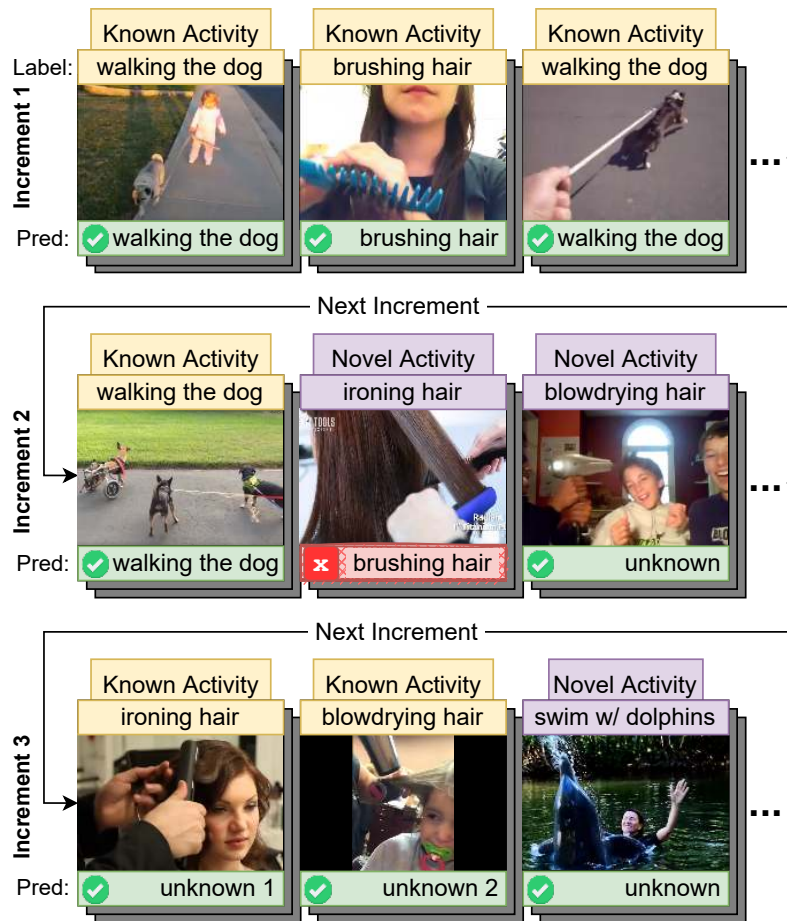 Known Activity Known Activity Known Activity
Label: walking the dog brushing hair walking the dog
Increment 1
...
Pred: walking the dog brushing hair walking the dog
Next Increment
Known Activity Novel Activity Novel Activity
walking the dog ironing hair blowdrying hair
Increment 2
TOOLS
...
Pred: walking the dog x brushing hair unknown
Next Increment
Known Activity Known Activity Novel Activity
ironing hair blowdrying hair swim w/ dolphins
Increment 3
...
Pred: unknown 1 unknown 2 unknown